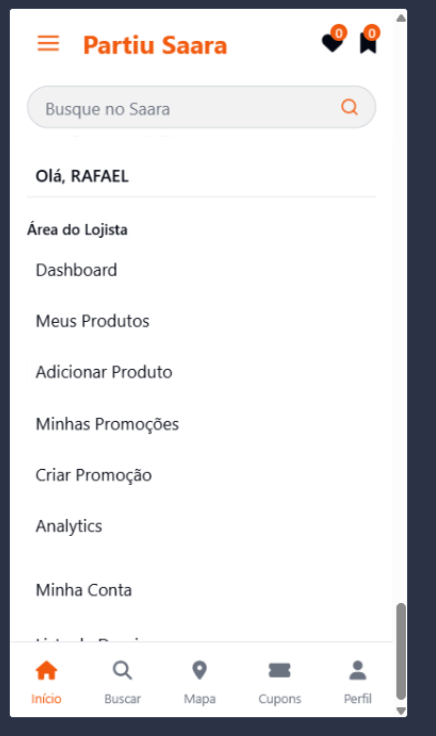 Partiu Saara
0
0
Busque no Saara
Olá, RAFAEL
Área do Lojista
Dashboard
Meus Produtos
Adicionar Produto
Minhas Promoções
Criar Promoção
Analytics
Minha Conta
Início
Buscar
Mapa
Cupons
Perfil